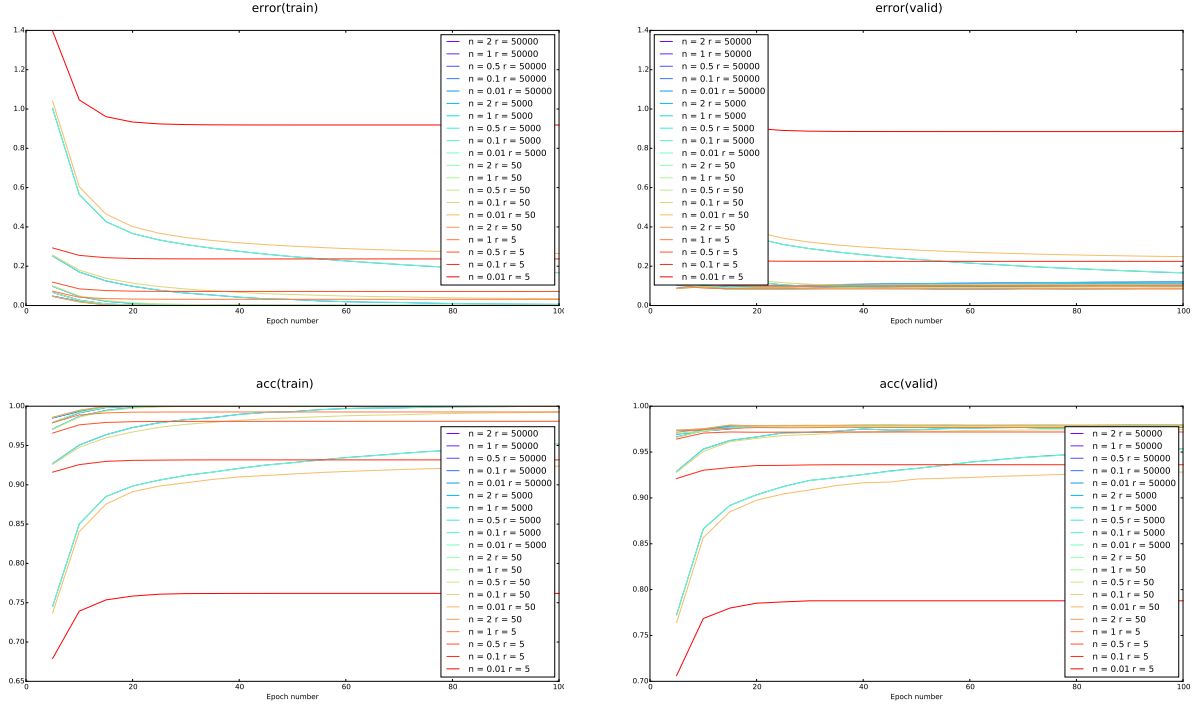 error(train)
1.4
1.2
1.0
0.8
0.6
0.4
0.2
0.0
0
20
40
60
80
100
Epoch number
n = 2 r = 50000
n = 1 r = 50000
n = 0.5 r = 50000
n = 0.1 r = 50000
n = 0.01 r = 50000
n = 2 r = 5000
n = 1 r = 5000
n = 0.5 r = 5000
n = 0.1 r = 5000
n = 0.01 r = 5000
n = 2 r = 50
n = 1 r = 50
n = 0.5 r = 50
n = 0.1 r = 50
n = 0.01 r = 50
n = 2 r = 50
n = 1 r = 5
n = 0.5 r = 5
n = 0.1 r = 5
n = 0.01 r = 5
error(valid)
1.4
1.2
1.0
0.8
0.6
0.4
0.2
0.0
0
20
40
60
80
100
Epoch number
n = 2 r = 50000
n = 1 r = 50000
n = 0.5 r = 50000
n = 0.1 r = 50000
n = 0.01 r = 50000
n = 2 r = 5000
n = 1 r = 5000
n = 0.5 r = 5000
n = 0.1 r = 5000
n = 0.01 r = 5000
n = 2 r = 50
n = 1 r = 50
n = 0.5 r = 50
n = 0.1 r = 50
n = 0.01 r = 50
n = 2 r = 50
n = 1 r = 5
n = 0.5 r = 5
n = 0.1 r = 5
n = 0.01 r = 5
acc(train)
1.00
0.95
0.90
0.85
0.80
0.75
0.70
0.65
0
20
40
60
80
100
Epoch number
n = 2 r = 50000
n = 1 r = 50000
n = 0.5 r = 50000
n = 0.1 r = 50000
n = 0.01 r = 50000
n = 2 r = 5000
n = 1 r = 5000
n = 0.5 r = 5000
n = 0.1 r = 5000
n = 0.01 r = 5000
n = 2 r = 50
n = 1 r = 50
n = 0.5 r = 50
n = 0.1 r = 50
n = 0.01 r = 50
n = 2 r = 50
n = 1 r = 5
n = 0.5 r = 5
n = 0.1 r = 5
n = 0.01 r = 5
acc(valid)
1.00
0.95
0.90
0.85
0.80
0.75
0.70
0
20
40
60
80
100
Epoch number
n = 2 r = 50000
n = 1 r = 50000
n = 0.5 r = 50000
n = 0.1 r = 50000
n = 0.01 r = 50000
n = 2 r = 5000
n = 1 r = 5000
n = 0.5 r = 5000
n = 0.1 r = 5000
n = 0.01 r = 5000
n = 2 r = 50
n = 1 r = 50
n = 0.5 r = 50
n = 0.1 r = 50
n = 0.01 r = 50
n = 2 r = 50
n = 1 r = 5
n = 0.5 r = 5
n = 0.1 r = 5
n = 0.01 r = 5